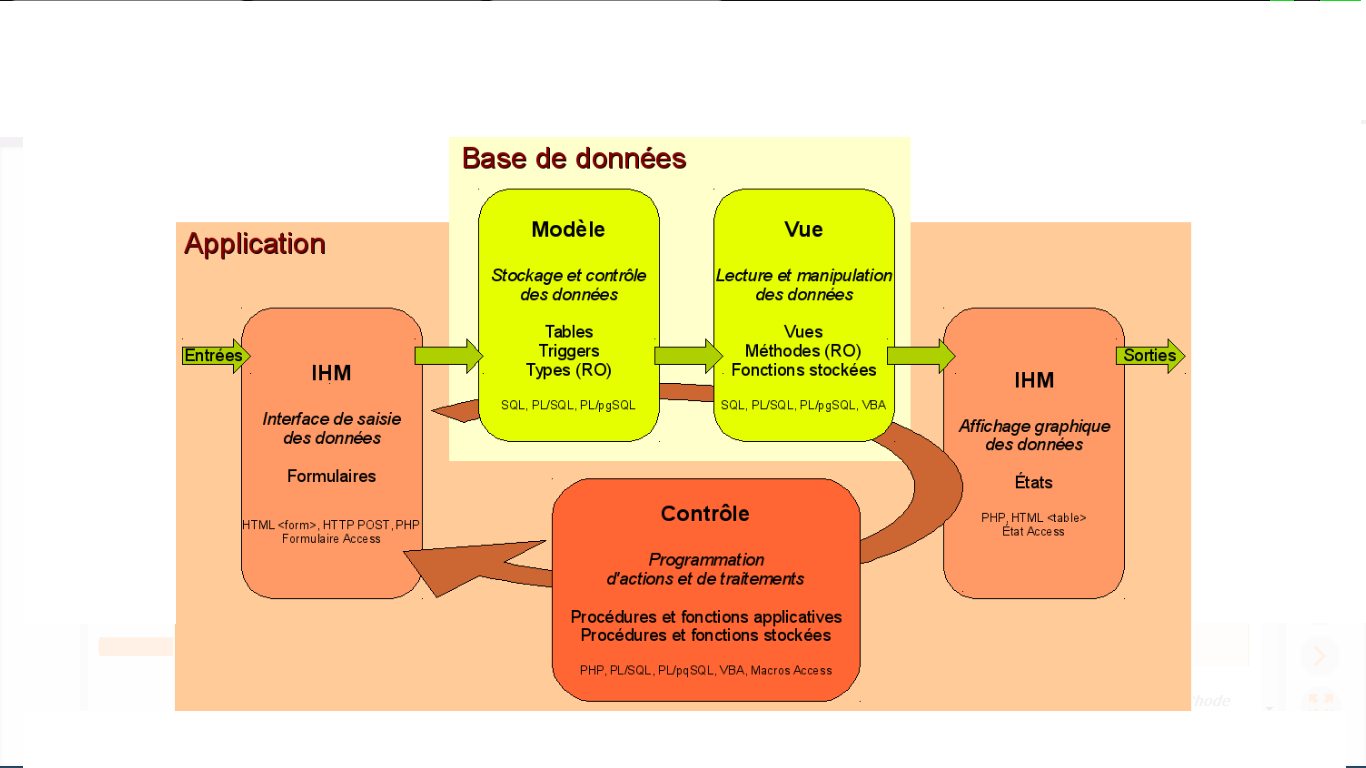 Base de données
Application
Entrées
IHM
Interface de saisie
des données
Formulaires
HTML <form>, HTTP POST, PHP
Formulaire Access
Modèle
Stockage et contrôle
des données
Tables
Triggers
Types (RO)
SQL, PL/SQL, PL/pgSQL
Vue
Lecture et manipulation
des données
Vues
Méthodes (RO)
Fonctions stockées
SQL, PL/SQL, PL/pgSQL, VBA
IHM
Affichage graphique
des données
États
PHP, HTML <table>
État Access
Sorties
Contrôle
Programmation
d'actions et de traitements
Procédures et fonctions applicatives
Procédures et fonctions stockées
PHP, PL/SQL, PL/pqSQL, VBA, Macros Access